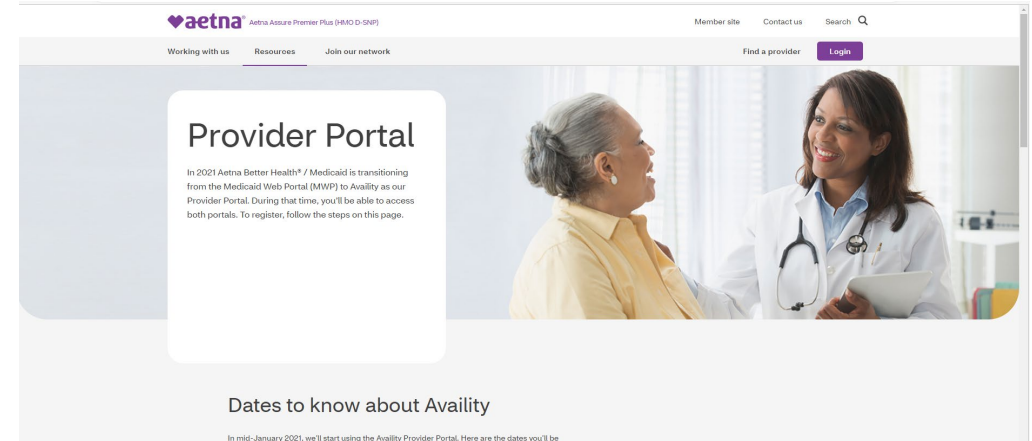 aetna® Aetna Assure Premier Plus (HMO D-SNP)
Member site Contact us Search
Working with us Resources Join our network Find a provider Login
Provider Portal
In 2021 Aetna Better Health® / Medicaid is transitioning
from the Medicaid Web Portal (MWP) to Availity as our
Provider Portal. During that time, you'll be able to access
both portals. To register, follow the steps on this page.
Dates to know about Availity
In mid-January 2021, we'll start using the Availity Provider Portal. Here are the dates you'll be